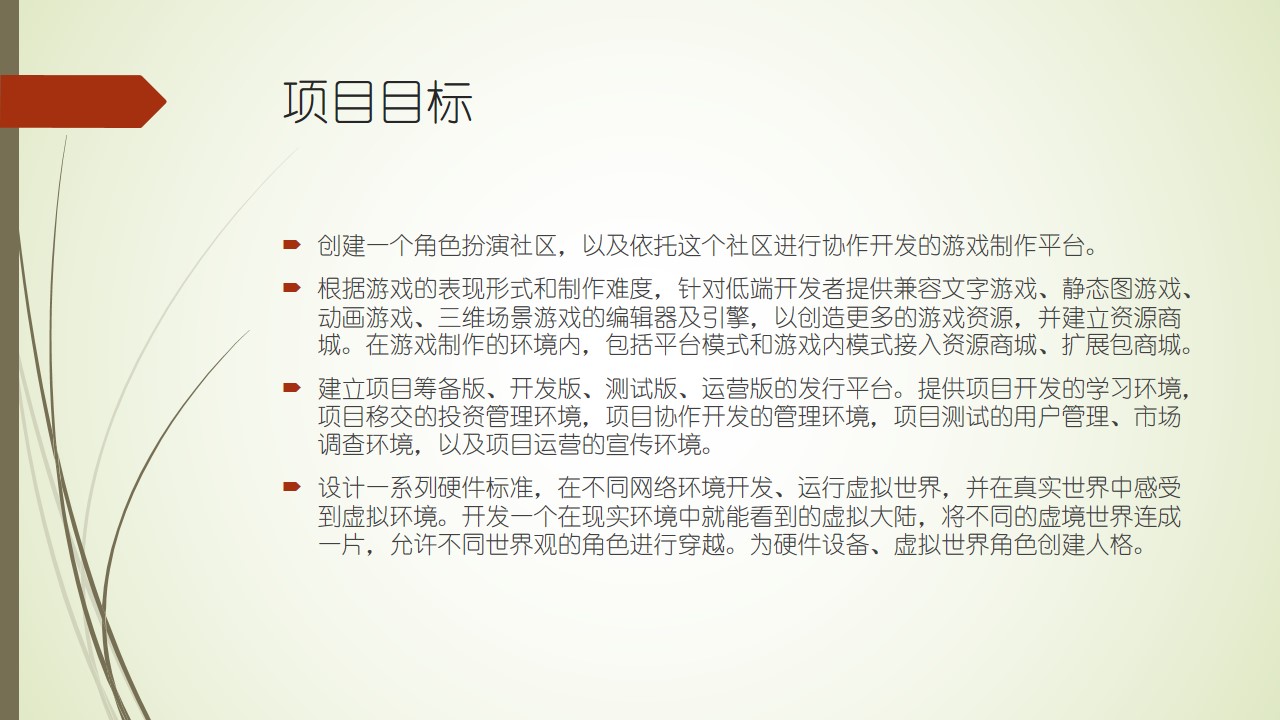 项目目标
创建一个角色扮演社区，以及依托这个社区进行协作开发的游戏制作平台。
根据游戏的表现形式和制作难度，针对低端开发者提供兼容文字游戏、静态图游戏、
动画游戏、三维场景游戏的编辑器及引擎，以创造更多的游戏资源，并建立资源商
城。在游戏制作的环境内，包括平台模式和游戏内模式接入资源商城、扩展包商城。
建立项目筹备版、开发版、测试版、运营版的发行平台。提供项目开发的学习环境，
项目移交的投资管理环境，项目协作开发的管理环境，项目测试的用户管理、市场
调查环境，以及项目运营的宣传环境。
设计一系列硬件标准，在不同网络环境开发、运行虚拟世界，并在真实世界中感受
到虚拟环境。开发一个在现实环境中就能看到的虚拟大陆，将不同的虚境世界连成
一片，允许不同世界观的角色进行穿越。为硬件设备、虚拟世界角色创建人格。